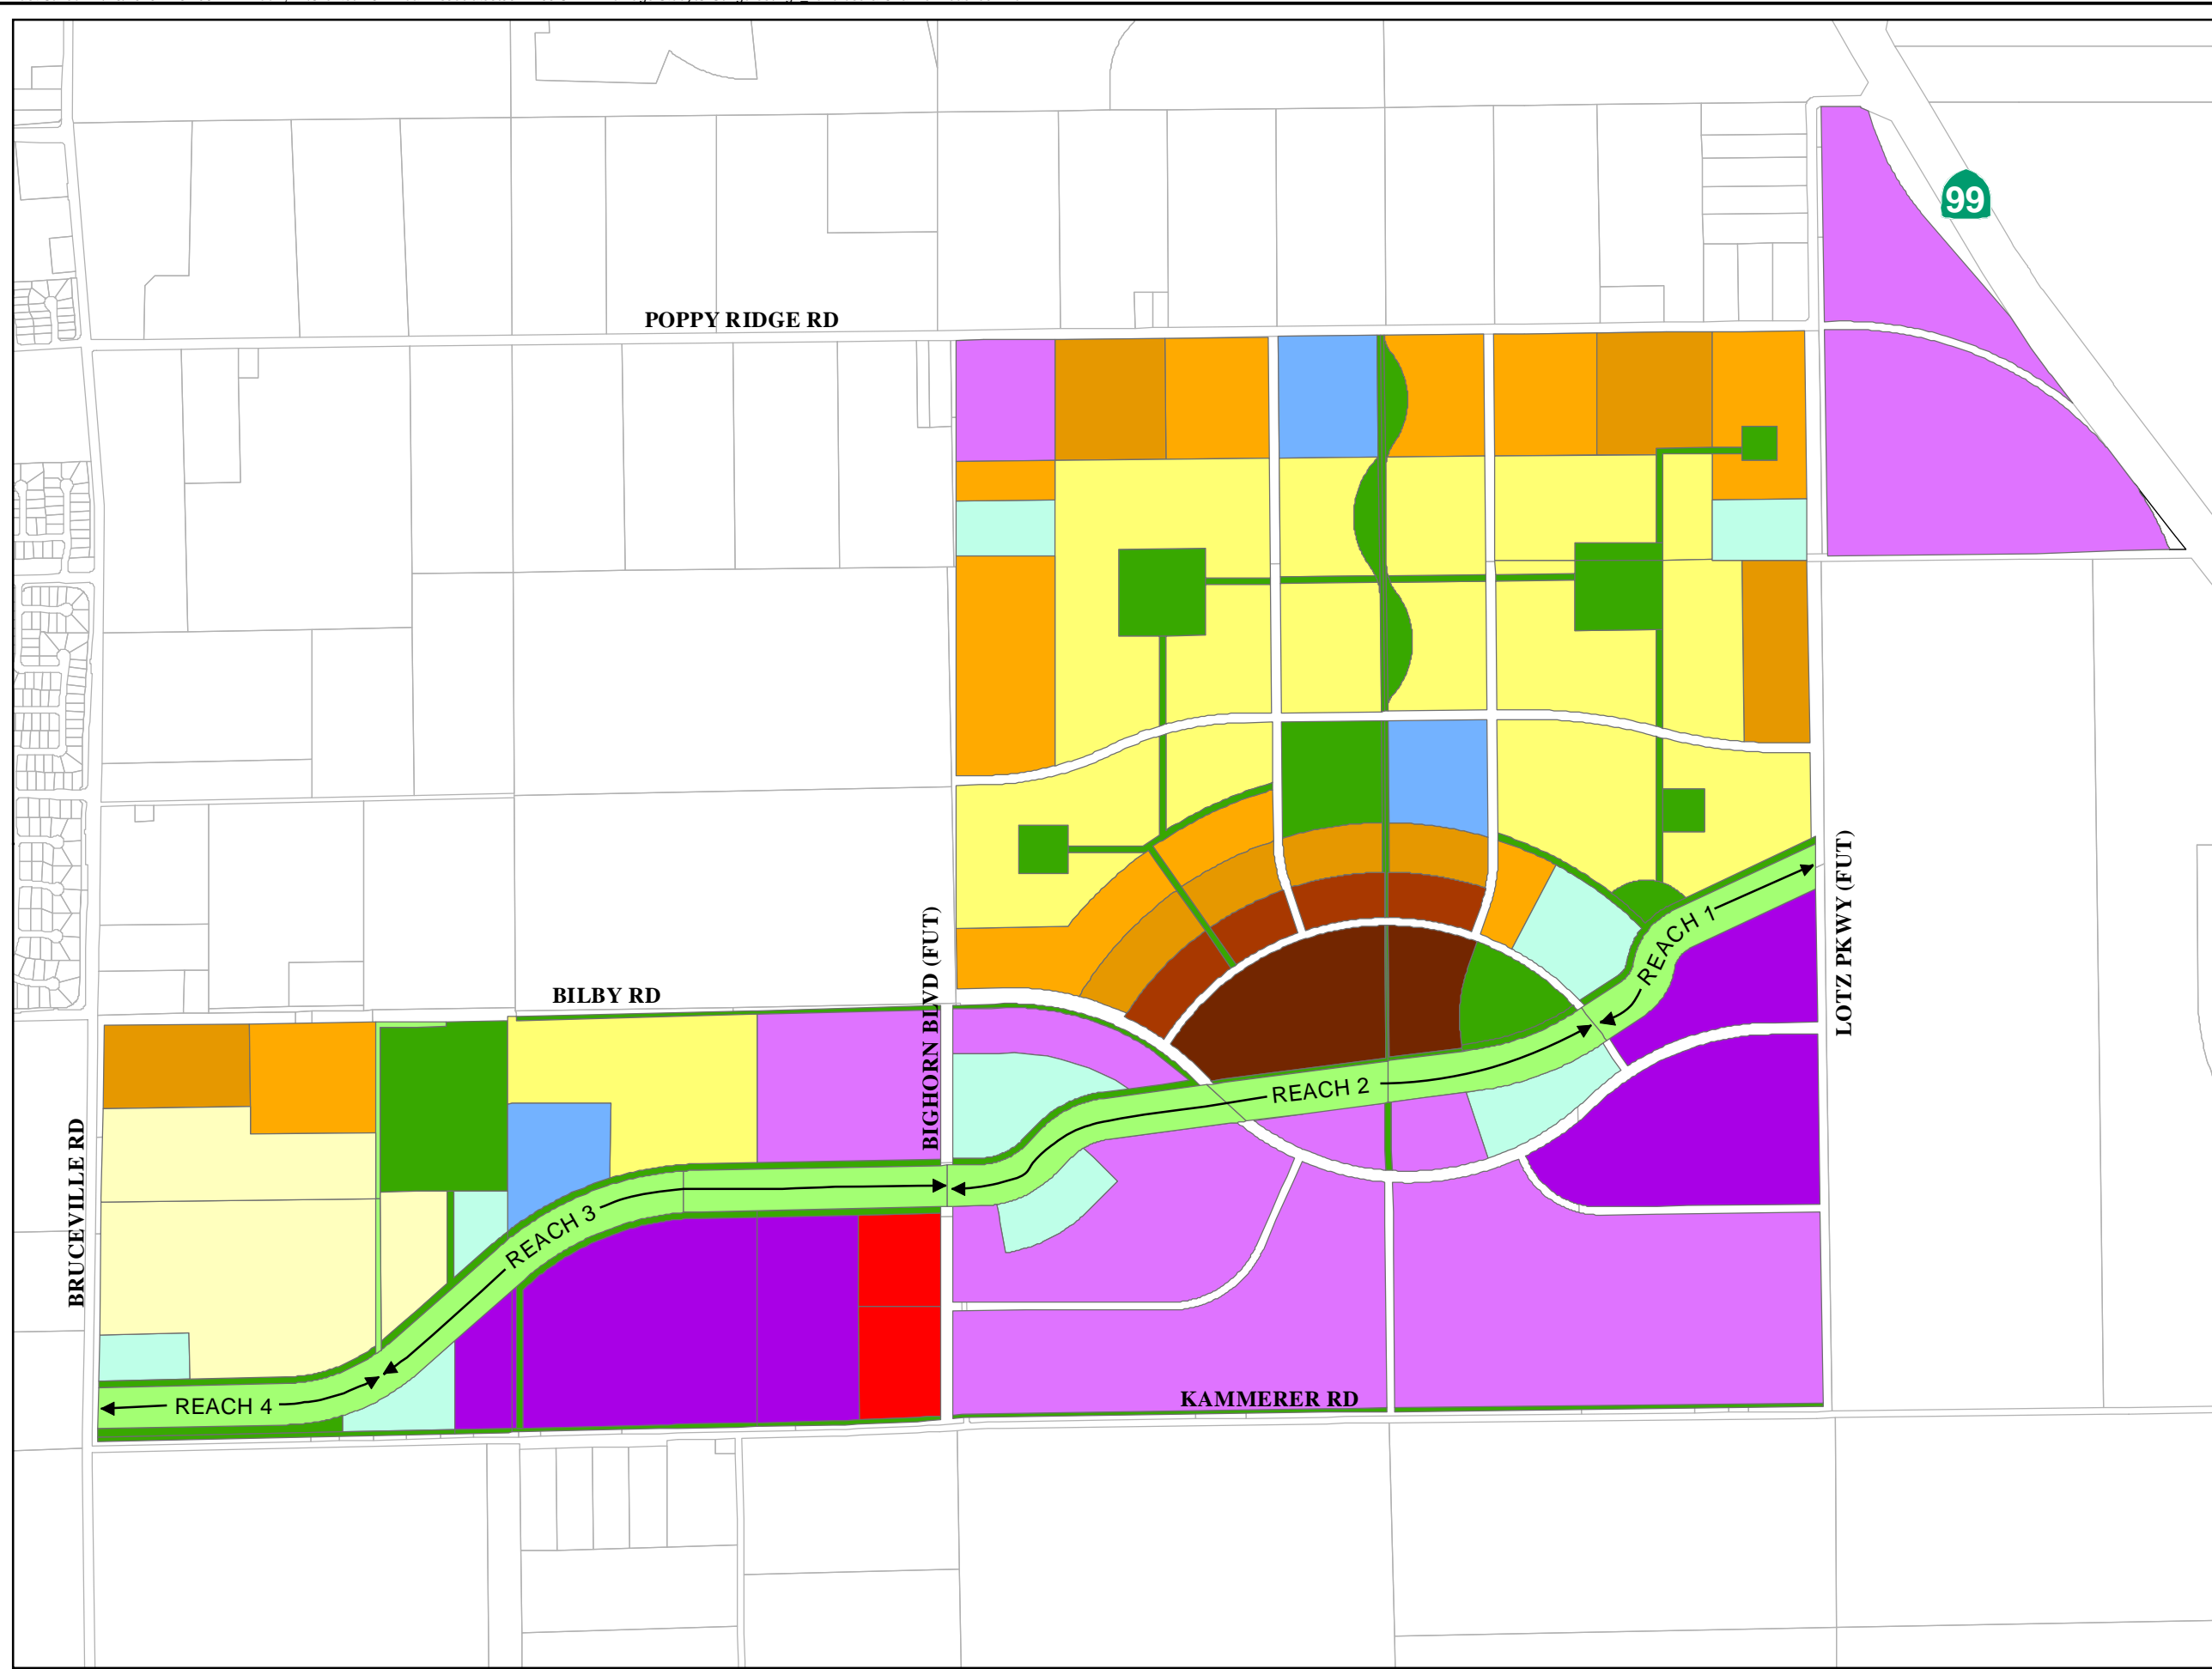 99
POPPY RIDGE RD
LOTZ PKWY (FUT)
BIGHORN BLVD (FUT)
REACH 1
BILBY RD
REACH 2
BRUCEVILLE RD
REACH 3
KAMMERER RD
REACH 4